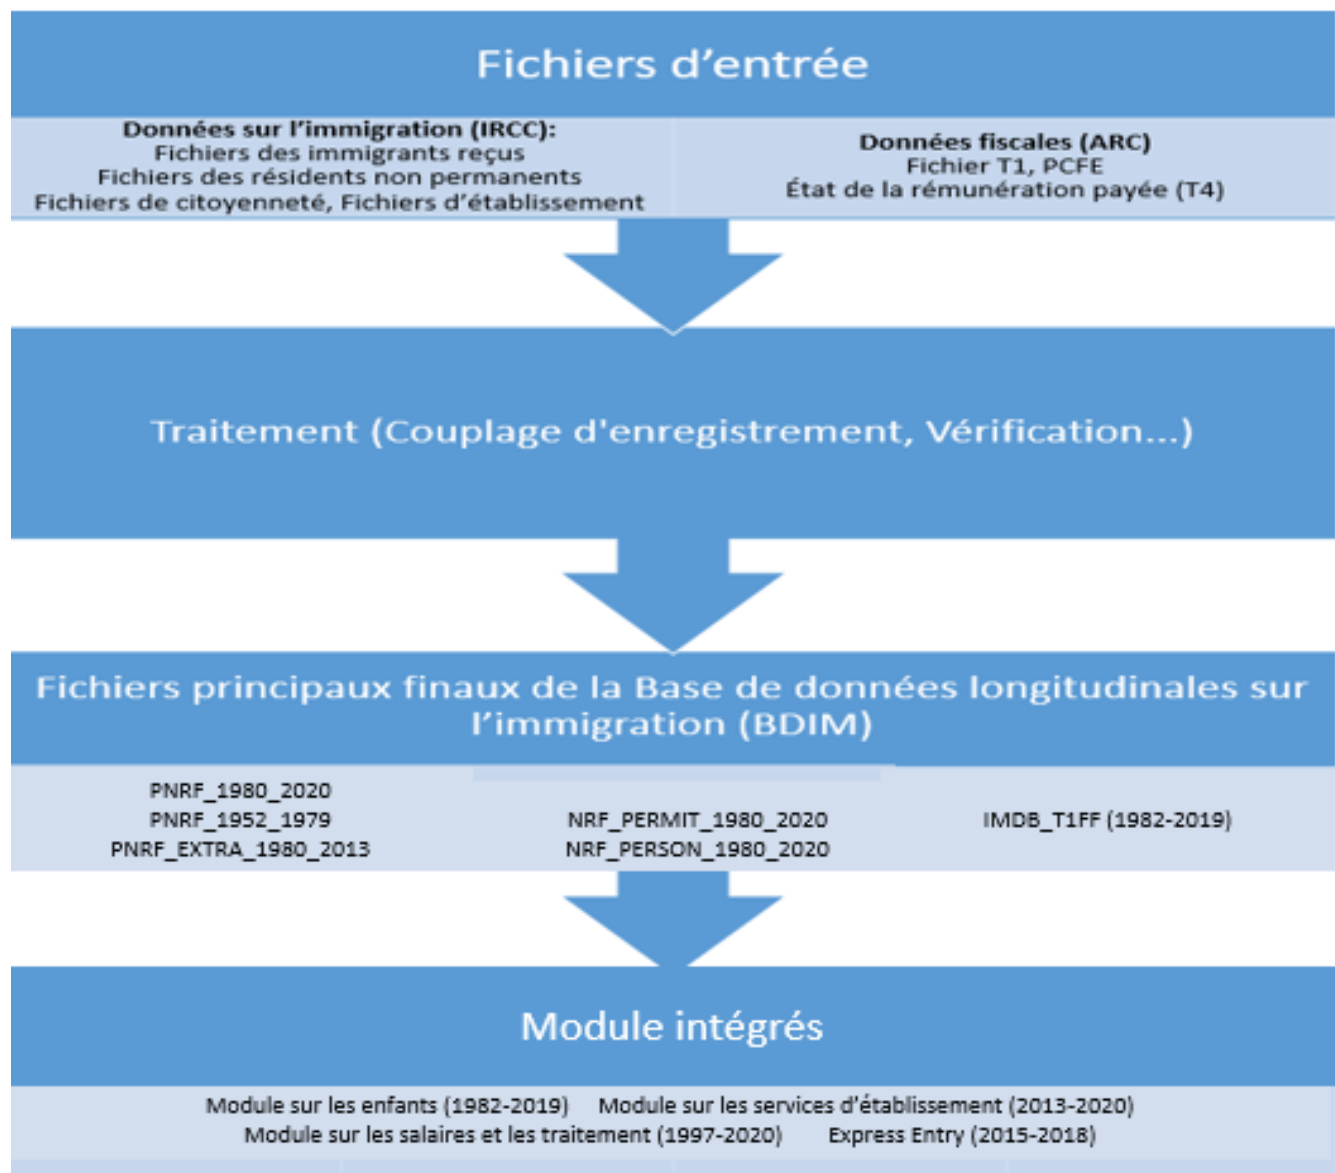 Fichiers d’entrée
Données sur l’immigration (IRCC):
Fichiers des immigrants reçus
Fichiers des résidents non permanents
Fichiers de citoyenneté, Fichiers d’établissement
Données fiscales (ARC)
Fichier T1, PCFE
État de la rémunération payée (T4)
Traitement (Couplage d'enregistrement, Vérification...)
Fichiers principaux finaux de la Base de données longitudinales sur
l’immigration (BDIM)
PNRF_1980_2020
PNRF_1952_1979
PNRF_EXTRA_1980_2013
NRF_PERMIT_1980_2020
NRF_PERSON_1980_2020
IMDB_T1FF (1982-2019)
Module intégrés
Module sur les enfants (1982-2019) Module sur les services d’établissement (2013-2020)
Module sur les salaires et les traitement (1997-2020) Express Entry (2015-2018)